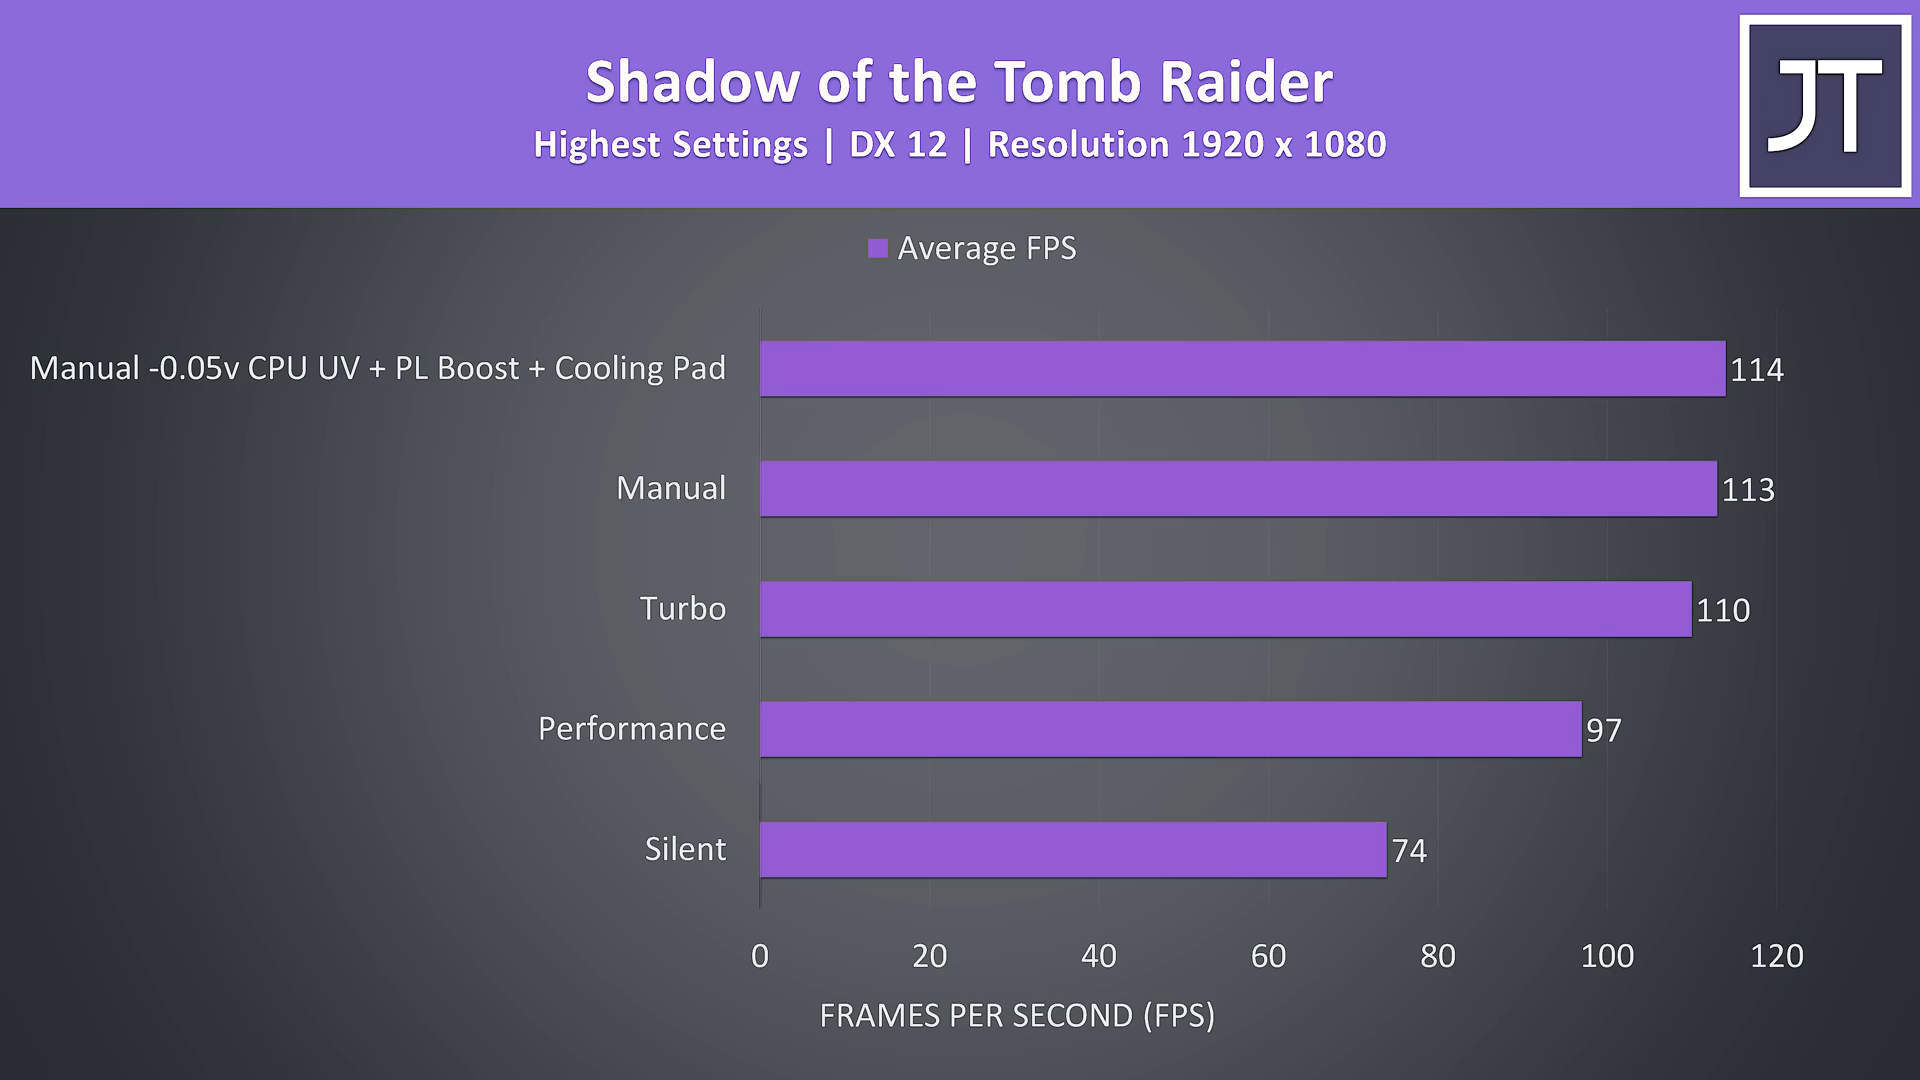 Shadow of the Tomb Raider
Highest Settings | DX 12 | Resolution 1920 x 1080
JT
Average FPS
Manual -0.05v CPU UV + PL Boost + Cooling Pad 114
Manual 113
Turbo 110
Performance 97
Silent 74
0 20 40 60 80 100 120
FRAMES PER SECOND (FPS)